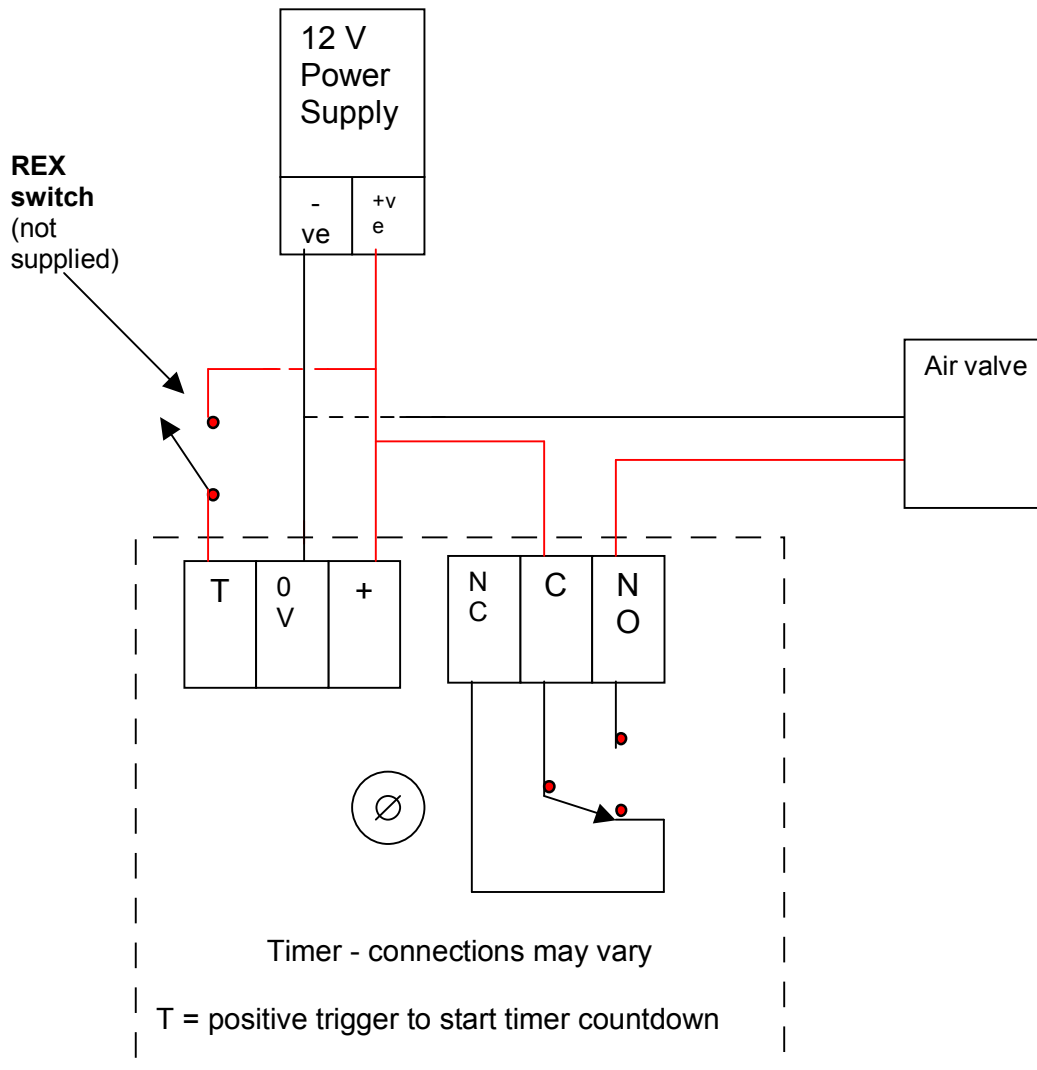 12 V
Power
Supply
REX
switch
(not
supplied)
-
ve
+v
e
Air valve
T
0
V
+
N
C
C
N
O
Timer - connections may vary
T = positive trigger to start timer countdown